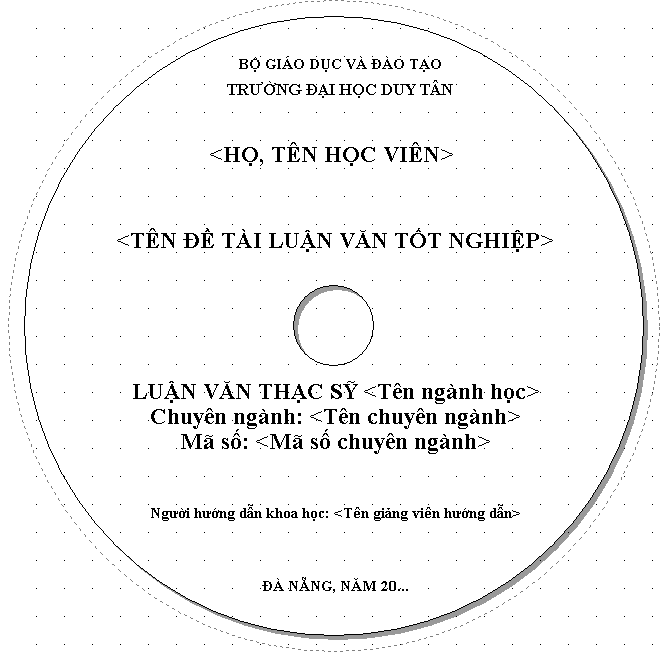 BỘ GIÁO DỤC VÀ ĐÀO TẠO
TRƯỜNG ĐẠI HỌC DUY TÂN
<HỌ, TÊN HỌC VIÊN>
<TÊN ĐỀ TÀI LUẬN VĂN TỐT NGHIỆP>
LUẬN VĂN THẠC SỸ <Tên ngành học>
Chuyên ngành: <Tên chuyên ngành>
Mã số: <Mã số chuyên ngành>
Người hướng dẫn khoa học: <Tên giảng viên hướng dẫn>
ĐÀ NẴNG, NĂM 20...